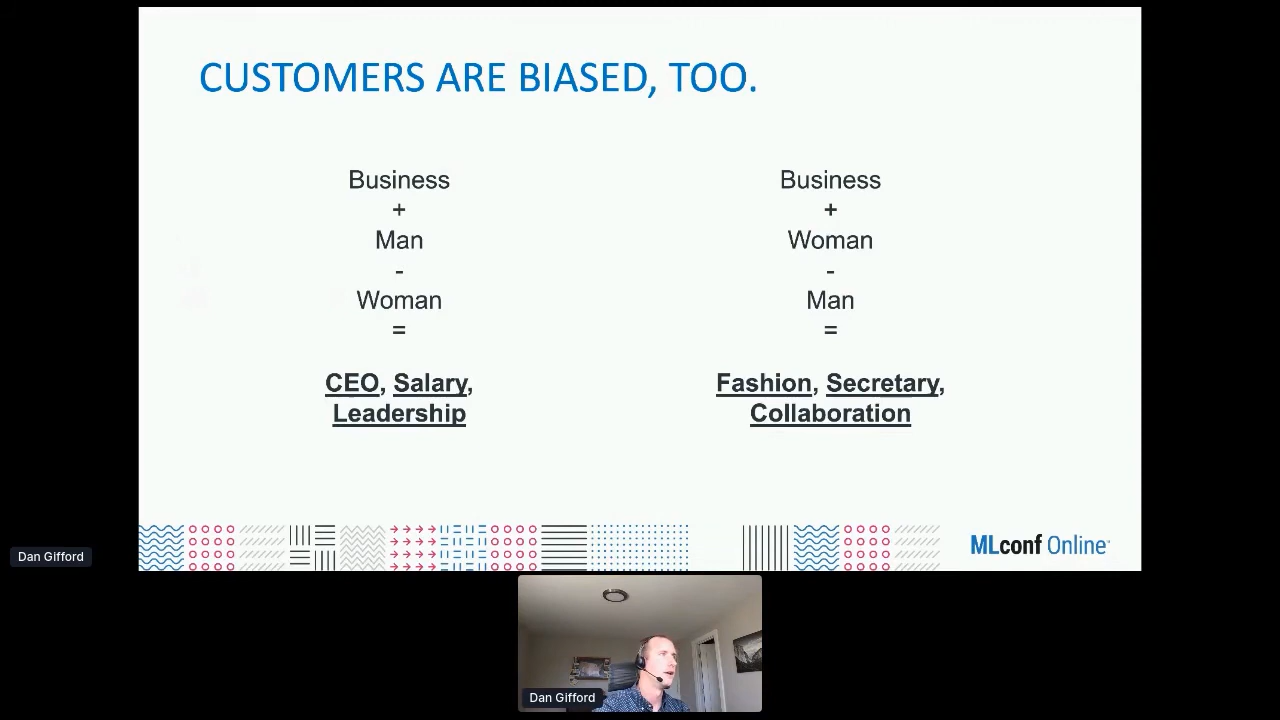 CUSTOMERS ARE BIASED, TOO.
Business
+
Man
-
Woman
=
CEO, Salary,
Leadership
Business
+
Woman
-
Man
=
Fashion, Secretary,
Collaboration
MLconf Online™
Dan Gifford
Dan Gifford